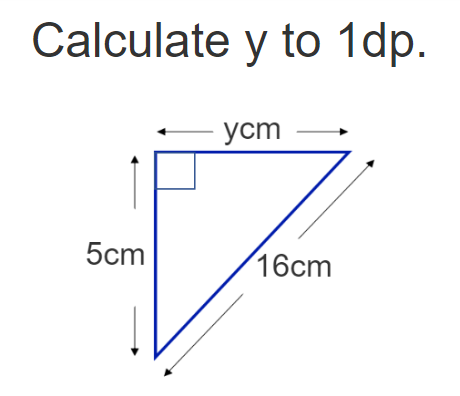 Calculate y to 1dp.
ycm
5cm
16cm